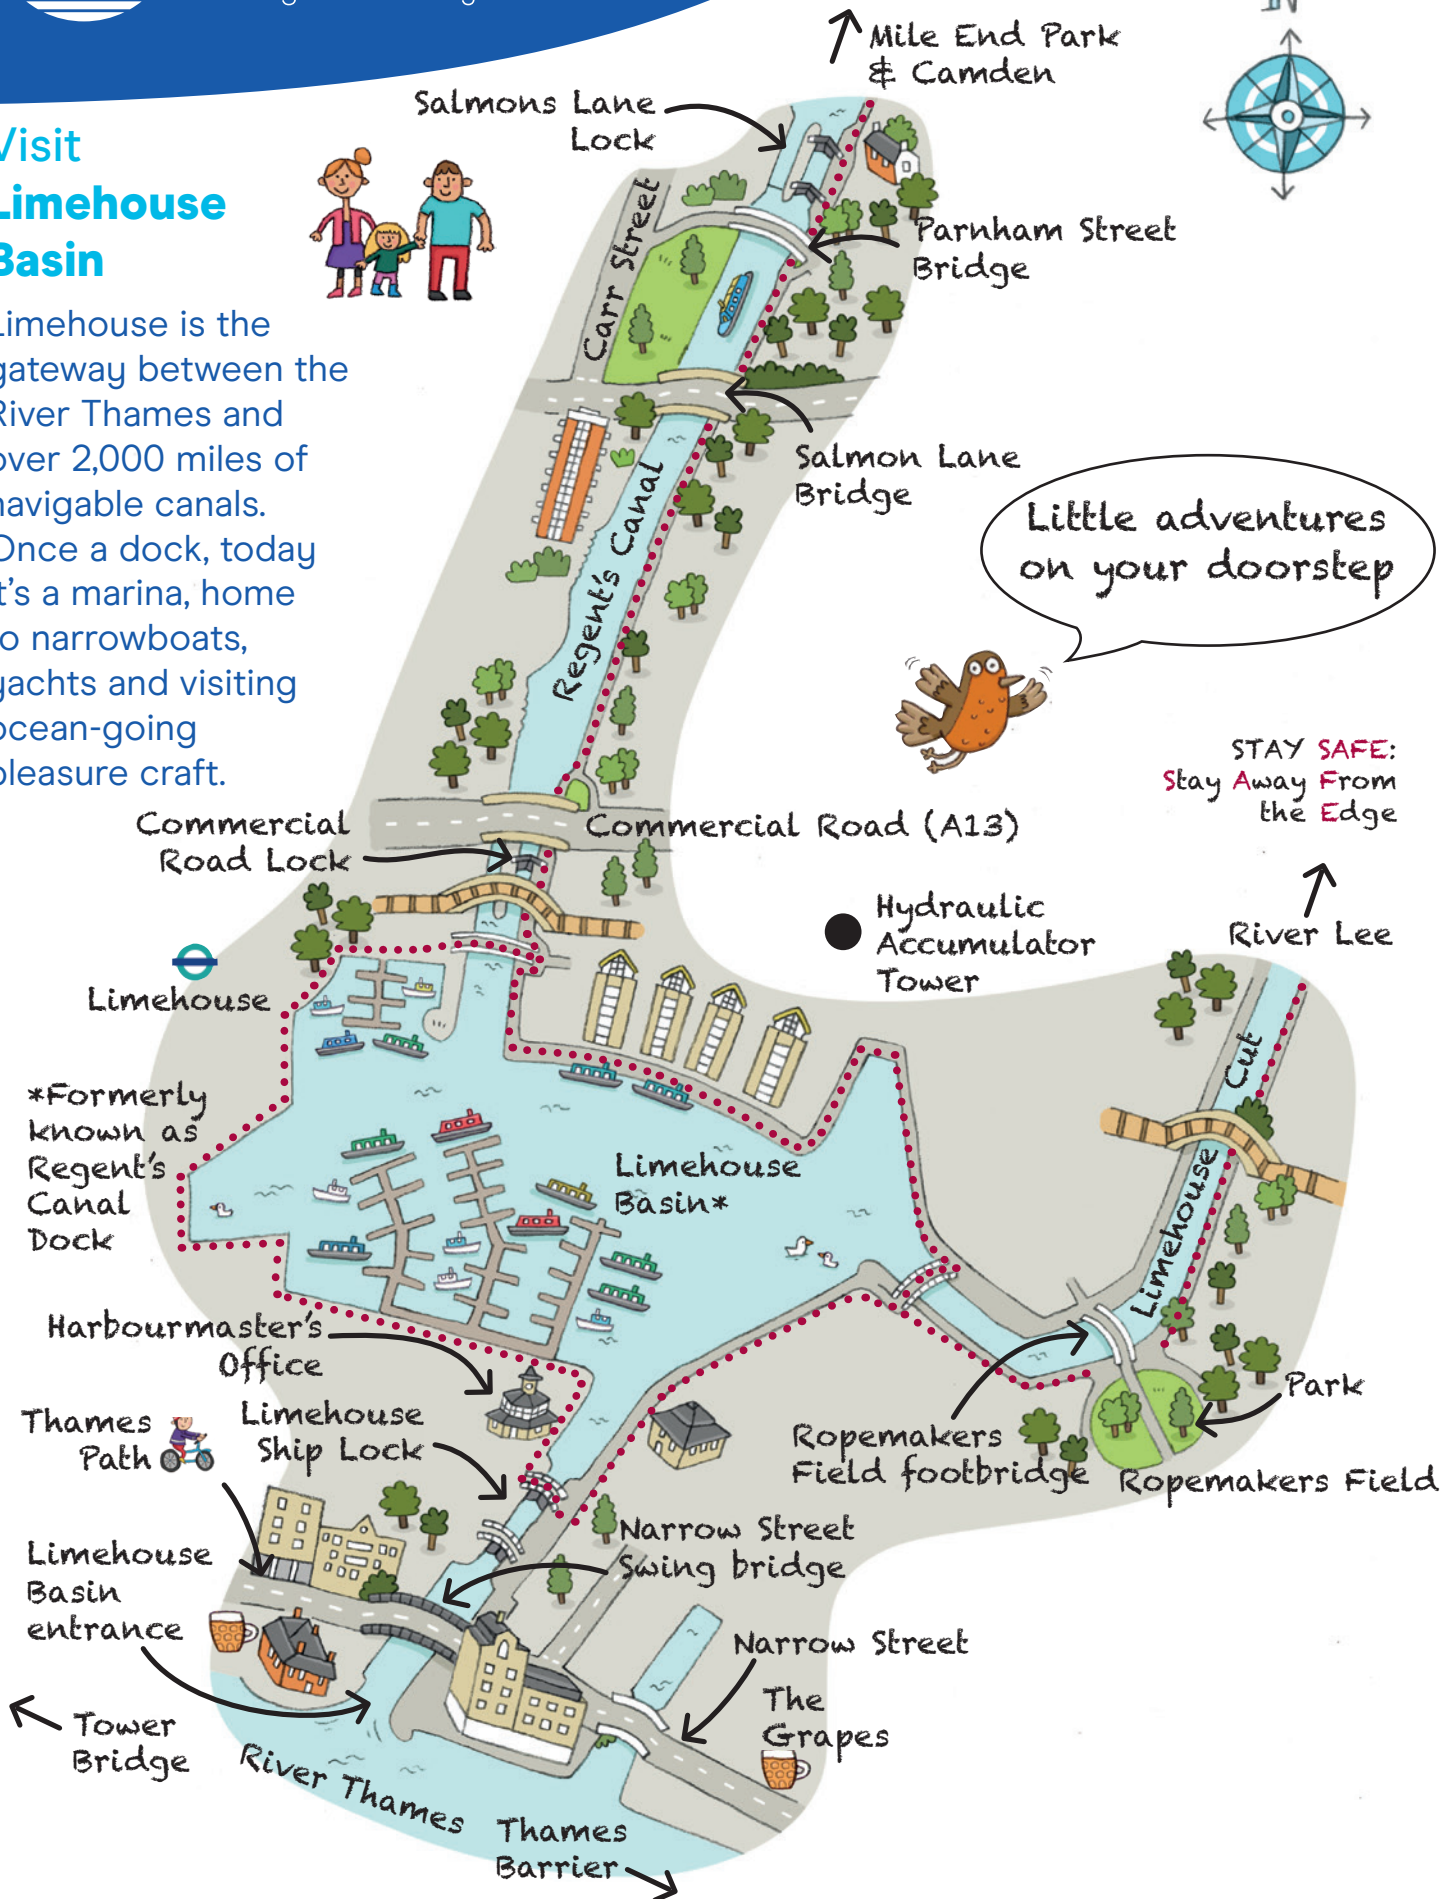 Mile End Park
& Camden
Salmons Lane
Lock
Visit
Limehouse
Basin
Limehouse is the
gateway between the
River Thames and
over 2,000 miles of
navigable canals.
Once a dock, today
it's a marina, home
to narrowboats,
yachts and visiting
ocean-going
pleasure craft.
Carr Street
Parnham Street
Bridge
Salmon Lane
Bridge
Regent's Canal
Little adventures
on your doorstep
STAY SAFE:
Stay Away From
the Edge
Commercial
Road Lock
Commercial Road (A13)
Hydraulic
Accumulator
Tower
River Lee
Limehouse
*Formerly
known as
Regent's
Canal
Dock
Limehouse
Basin*
Limehouse Cut
Harbourmaster's
Office
Thames
Path
Limehouse
Ship Lock
Park
Ropemakers
Field footbridge
Ropemakers Field
Narrow Street
Swing bridge
Limehouse
Basin
entrance
Narrow Street
The
Grapes
Tower
Bridge
River Thames
Thames
Barrier